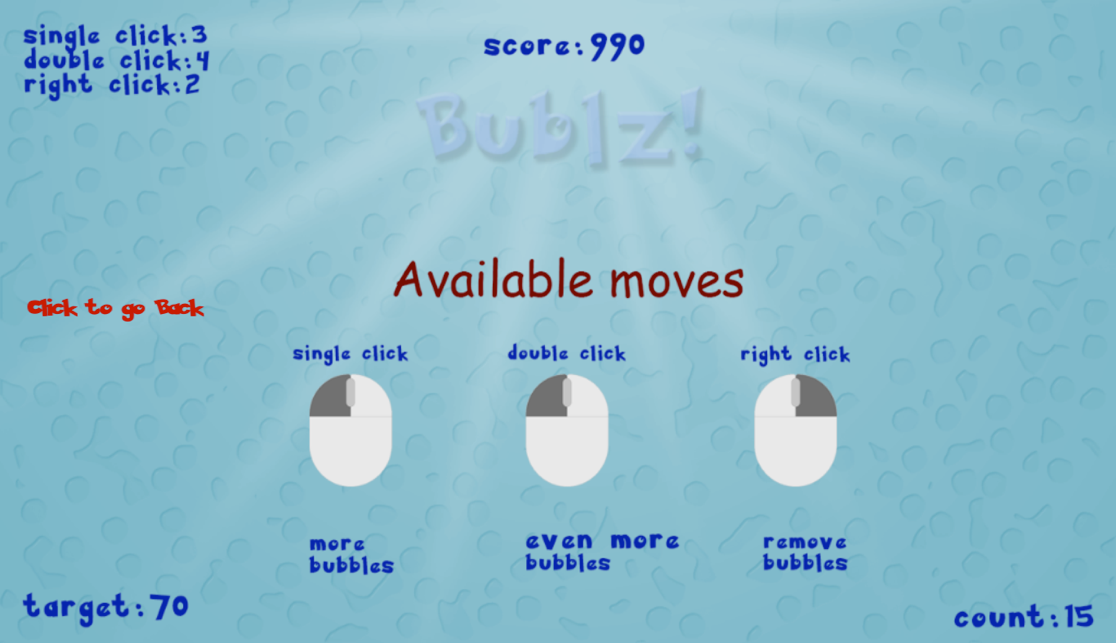 single click:3
double click:4
right click:2
score:990
Bublz!
Available moves
Click to go Back
single click
double click
right click
more
bubbles
even more
bubbles
remove
bubbles
target:70
count:15